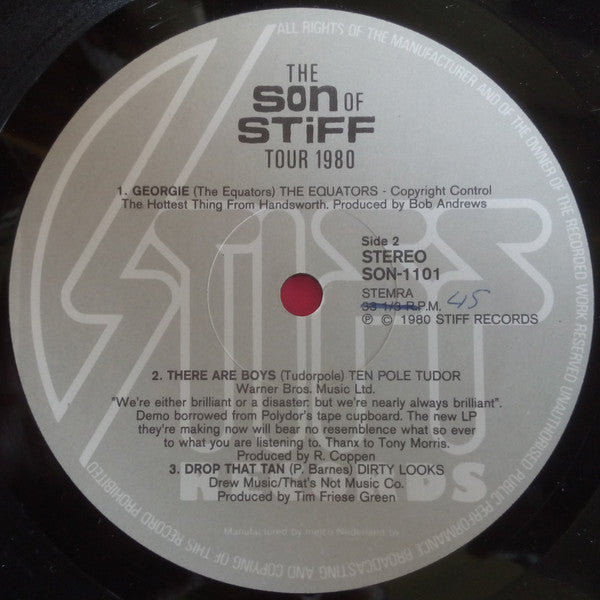 ALL RIGHTS OF THE MANUFACTURER AND OF THE OWNER OF THE RECORDED WORK RESERVED UNAUTHORISED PUBLIC PERFORMANCE BROADCASTING AND COPYING OF THIS RECORD PROHIBITED
THE
SON OF
STiFF
TOUR 1980
1. GEORGIE (The Equators) THE EQUATORS - Copyright Control
The Hottest Thing From Handsworth. Produced by Bob Andrews
Side 2
STEREO
SON-1101
STEMRA
33 1/3 R.P.M. 45
℗ © 1980 STIFF RECORDS
STIFF
RECORDS
2. THERE ARE BOYS (Tudorpole) TEN POLE TUDOR
Warner Bros. Music Ltd.
"We're either brilliant or a disaster, but we're nearly always brilliant".
Demo borrowed from Polydor's tape cupboard. The new LP
they're making now will bear no resemblence what so ever
to what you are listening to. Thanx to Tony Morris.
Produced by R. Coppen
3. DROP THAT TAN (P. Barnes) DIRTY LOOKS
Drew Music/That's Not Music Co.
Produced by Tim Friese Green
Manufactured by Inelco Nederland bv